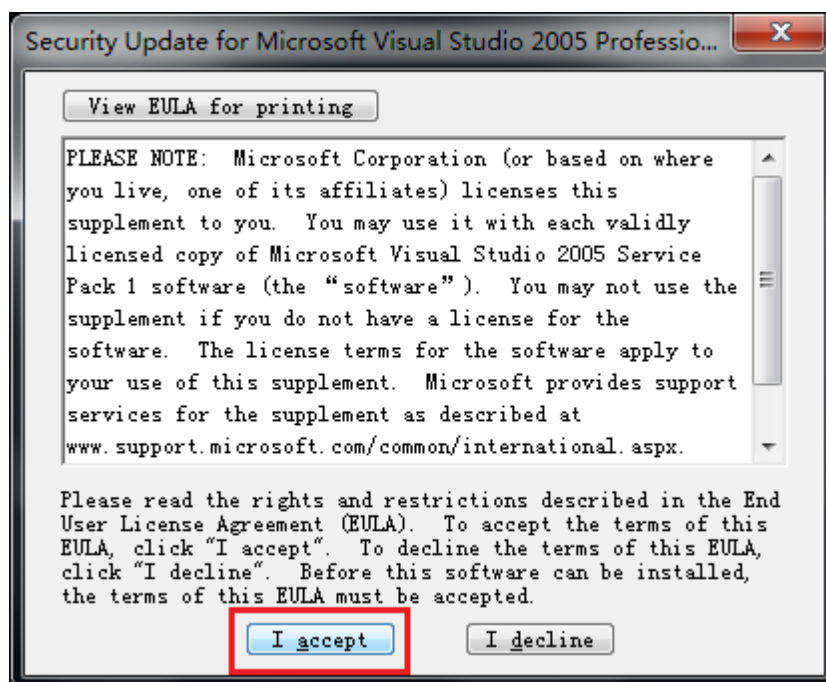 Security Update for Microsoft Visual Studio 2005 Professio...
View EULA for printing
PLEASE NOTE: Microsoft Corporation (or based on where
you live, one of its affiliates) licenses this
supplement to you. You may use it with each validly
licensed copy of Microsoft Visual Studio 2005 Service
Pack 1 software (the “software”). You may not use the
supplement if you do not have a license for the
software. The license terms for the software apply to
your use of this supplement. Microsoft provides support
services for the supplement as described at
www.support.microsoft.com/common/international.aspx.
Please read the rights and restrictions described in the End
User License Agreement (EULA). To accept the terms of this
EULA, click "I accept". To decline the terms of this EULA,
click "I decline". Before this software can be installed,
the terms of this EULA must be accepted.
I accept
I decline